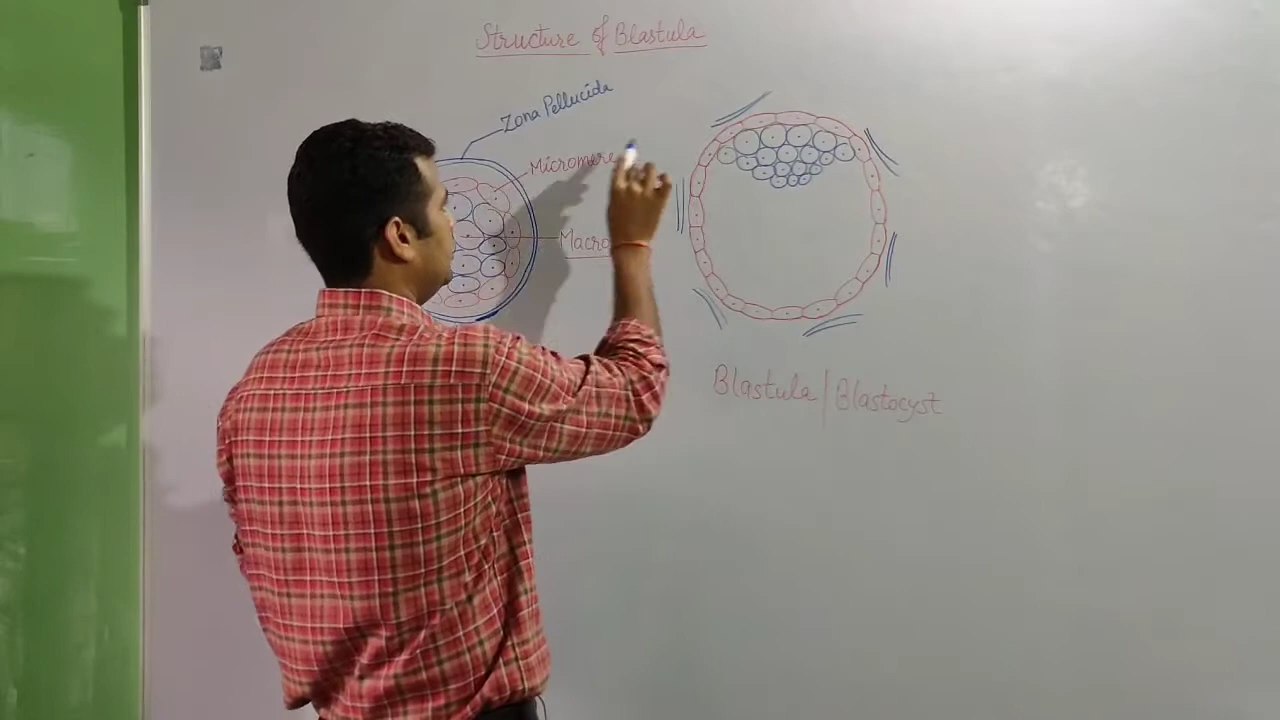 Structure of Blastula
Zona Pellucida
Micromere
Macro
Blastula | Blastocyst